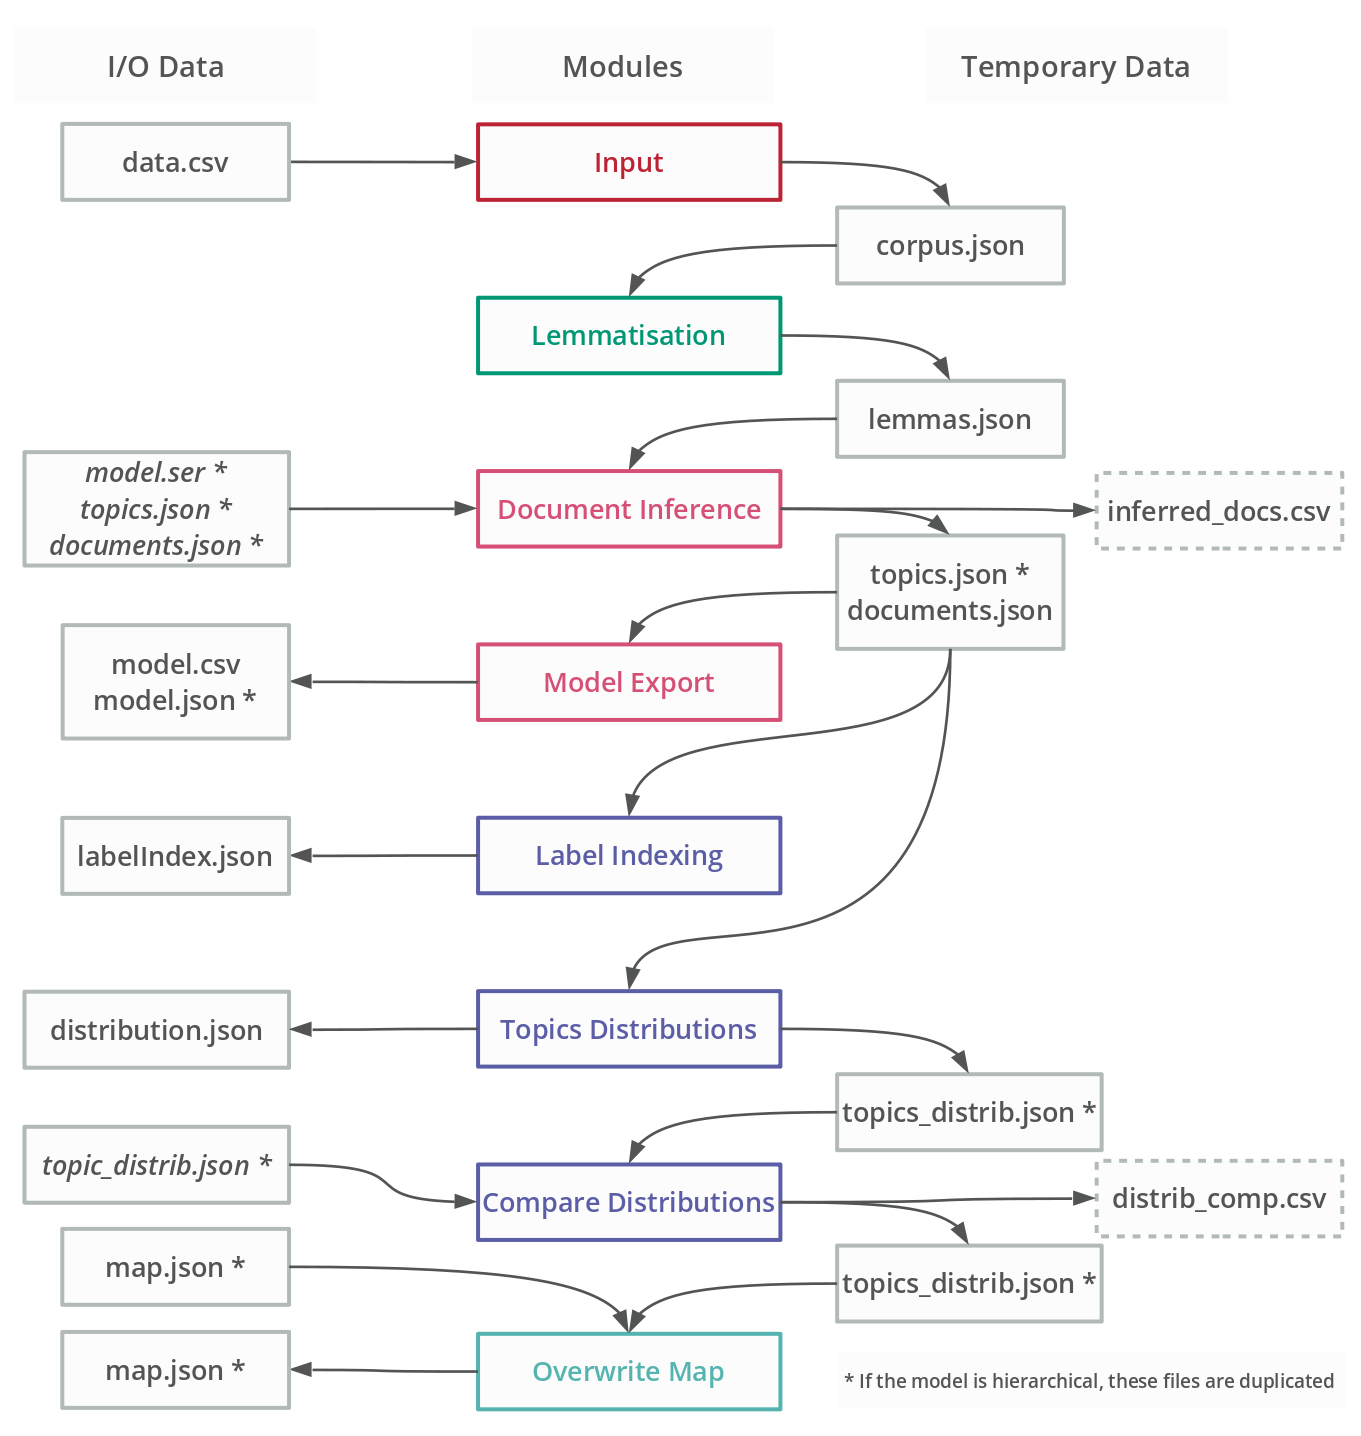 I/O Data
Modules
Temporary Data
data.csv
Input
corpus.json
Lemmatisation
lemmas.json
model.ser *
topics.json *
documents.json *
Document Inference
inferred_docs.csv
topics.json *
documents.json
model.csv
model.json *
Model Export
labelIndex.json
Label Indexing
distribution.json
Topics Distributions
topics_distrib.json *
topic_distrib.json *
Compare Distributions
distrib_comp.csv
map.json *
topics_distrib.json *
map.json *
Overwrite Map
* If the model is hierarchical, these files are duplicated